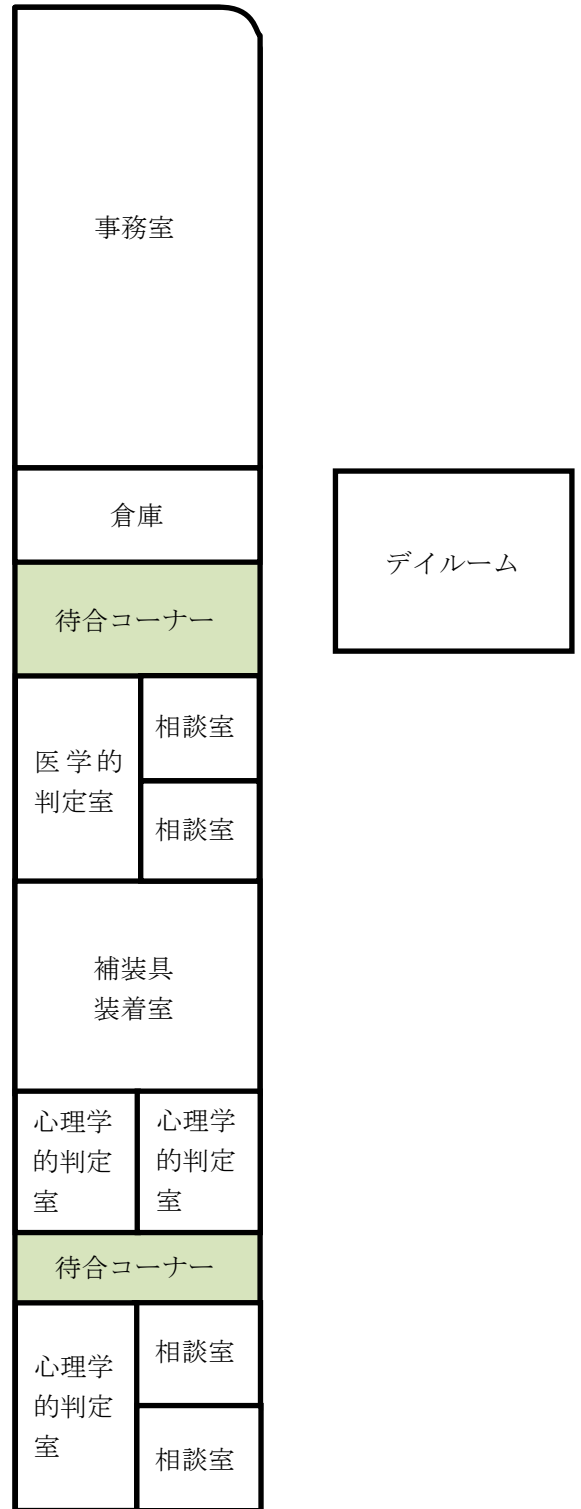 事務室
倉庫
デイルーム
待合コーナー
医学的
判定室
相談室
相談室
補装具
装着室
心理学
的判定
室
心理学
的判定
室
待合コーナー
心理学
的判定
室
相談室
相談室